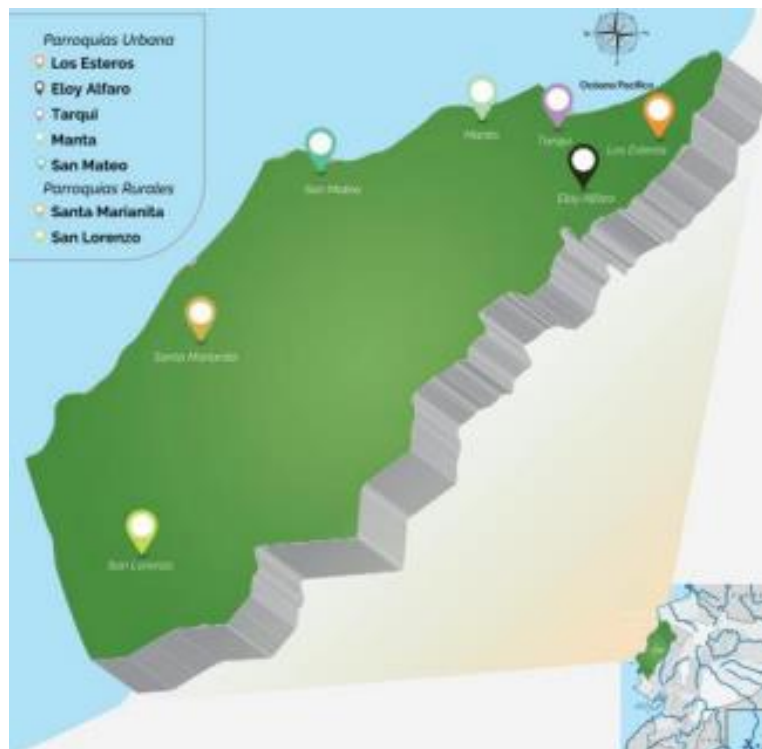 Parroquias Urbana
Los Esteros
Eloy Alfaro
Tarqui
Manta
San Mateo
Parroquias Rurales
Santa Marianita
San Lorenzo
Océano Pacífico
Manta
Tarqui
Los Esteros
San Mateo
Eloy Alfaro
Santa Marianita
San Lorenzo